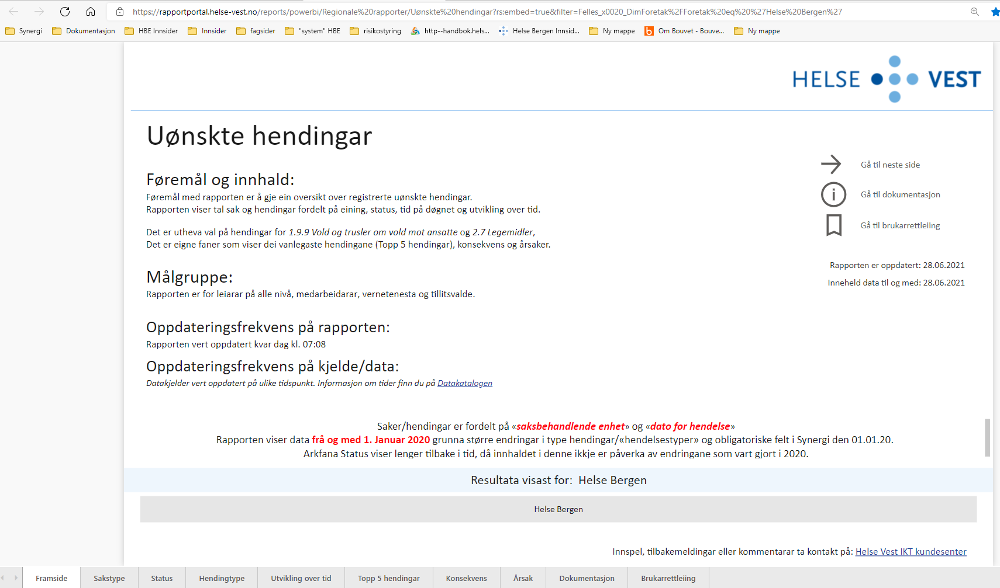 https://rapportportal.helse-vest.no/reports/powerbi/Regionale%20rapporter/Uønskte%20hendingar?rs:embed=true&filter=Felles_x0020_DimForetak%2FForetak%20eq%20%27Helse%20Bergen%27
Synergi Dokumentasjon HBE Innsider Innsider fagsider "system" HBE risikostyring http--handbok.hels... Helse Bergen Innsid... Ny mappe Om Bouvet - Bouve... Ny mappe
HELSE VEST
Uønskte hendingar
Gå til neste side
Føremål og innhald:
Føremål med rapporten er å gje ein oversikt over registrerte uønskte hendingar.
Gå til dokumentasjon
Rapporten viser tal sak og hendingar fordelt på eining, status, tid på døgnet og utvikling over tid.
Gå til brukarrettleiing
Det er utheva val på hendingar for 1.9.9 Vold og trusler om vold mot ansatte og 2.7 Legemidler,
Det er eigne faner som viser dei vanlegaste hendingane (Topp 5 hendingar), konsekvens og årsaker.
Rapporten er oppdatert: 28.06.2021
Målgruppe:
Inneheld data til og med: 28.06.2021
Rapporten er for leiarar på alle nivå, medarbeidarar, vernetenesta og tillitsvalde.
Oppdateringsfrekvens på rapporten:
Rapporten vert oppdatert kvar dag kl. 07:08
Oppdateringsfrekvens på kjelde/data:
Datakjelder vert oppdatert på ulike tidspunkt. Informasjon om tider finn du på Datakatalogen
Saker/hendingar er fordelt på «saksbehandlende enhet» og «dato for hendelse»
Rapporten viser data frå og med 1. Januar 2020 grunna større endringar i type hendingar/«hendelsestyper» og obligatoriske felt i Synergi den 01.01.20.
Arkfana Status viser lenger tilbake i tid, då innhaldet i denne ikkje er påverka av endringane som vart gjort i 2020.
Resultata visast for: Helse Bergen
Helse Bergen
Innspel, tilbakemeldingar eller kommentarar ta kontakt på: Helse Vest IKT kundesenter
Framside Sakstype Status Hendingtype Utvikling over tid Topp 5 hendingar Konsekvens Årsak Dokumentasjon Brukarrettleiing